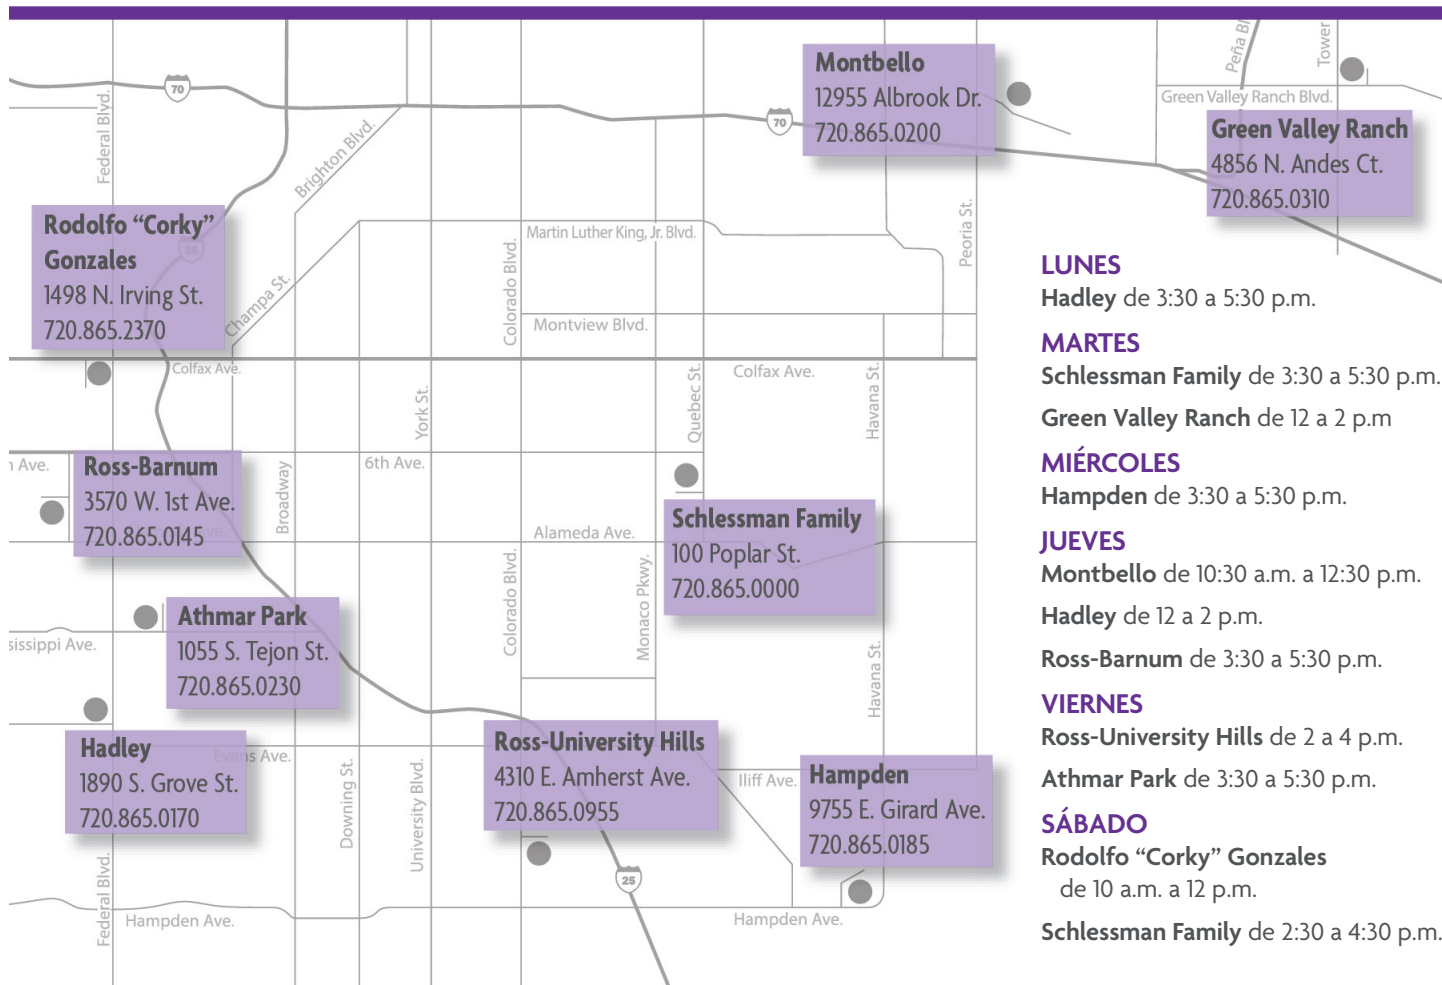 Peña Bl
Tower
70
Federal Blvd.
Brighton Blvd.
70
Montbello
12955 Albrook Dr.
720.865.0200
Green Valley Ranch Blvd.
Green Valley Ranch
4856 N. Andes Ct.
720.865.0310
Rodolfo “Corky”
Gonzales
25
1498 N. Irving St.
720.865.2370
Champa St.
Colorado Blvd.
Martin Luther King, Jr. Blvd.
Peoria St.
Montview Blvd.
Colfax Ave.
York St.
Quebec St.
Colfax Ave.
Havana St.
Ave.
Ross-Barnum
3570 W. 1st Ave.
720.865.0145
ve.
Broadway
6th Ave.
Alameda Ave.
Schlessman Family
100 Poplar St.
720.865.0000
Colorado Blvd.
Monaco Pkwy.
sissippi Ave.
Athmar Park
1055 S. Tejon St.
720.865.0230
Havana St.
Hadley
1890 S. Grove St.
720.865.0170
Evans Ave.
Downing St.
University Blvd.
Ross-University Hills
4310 E. Amherst Ave.
720.865.0955
Iliff Ave.
Hampden
9755 E. Girard Ave.
720.865.0185
25
Federal Blvd.
Hampden Ave.
Hampden Ave.
LUNES
Hadley de 3:30 a 5:30 p.m.
MARTES
Schlessman Family de 3:30 a 5:30 p.m.
Green Valley Ranch de 12 a 2 p.m
MIÉRCOLES
Hampden de 3:30 a 5:30 p.m.
JUEVES
Montbello de 10:30 a.m. a 12:30 p.m.
Hadley de 12 a 2 p.m.
Ross-Barnum de 3:30 a 5:30 p.m.
VIERNES
Ross-University Hills de 2 a 4 p.m.
Athmar Park de 3:30 a 5:30 p.m.
SÁBADO
Rodolfo “Corky” Gonzales
de 10 a.m. a 12 p.m.
Schlessman Family de 2:30 a 4:30 p.m.